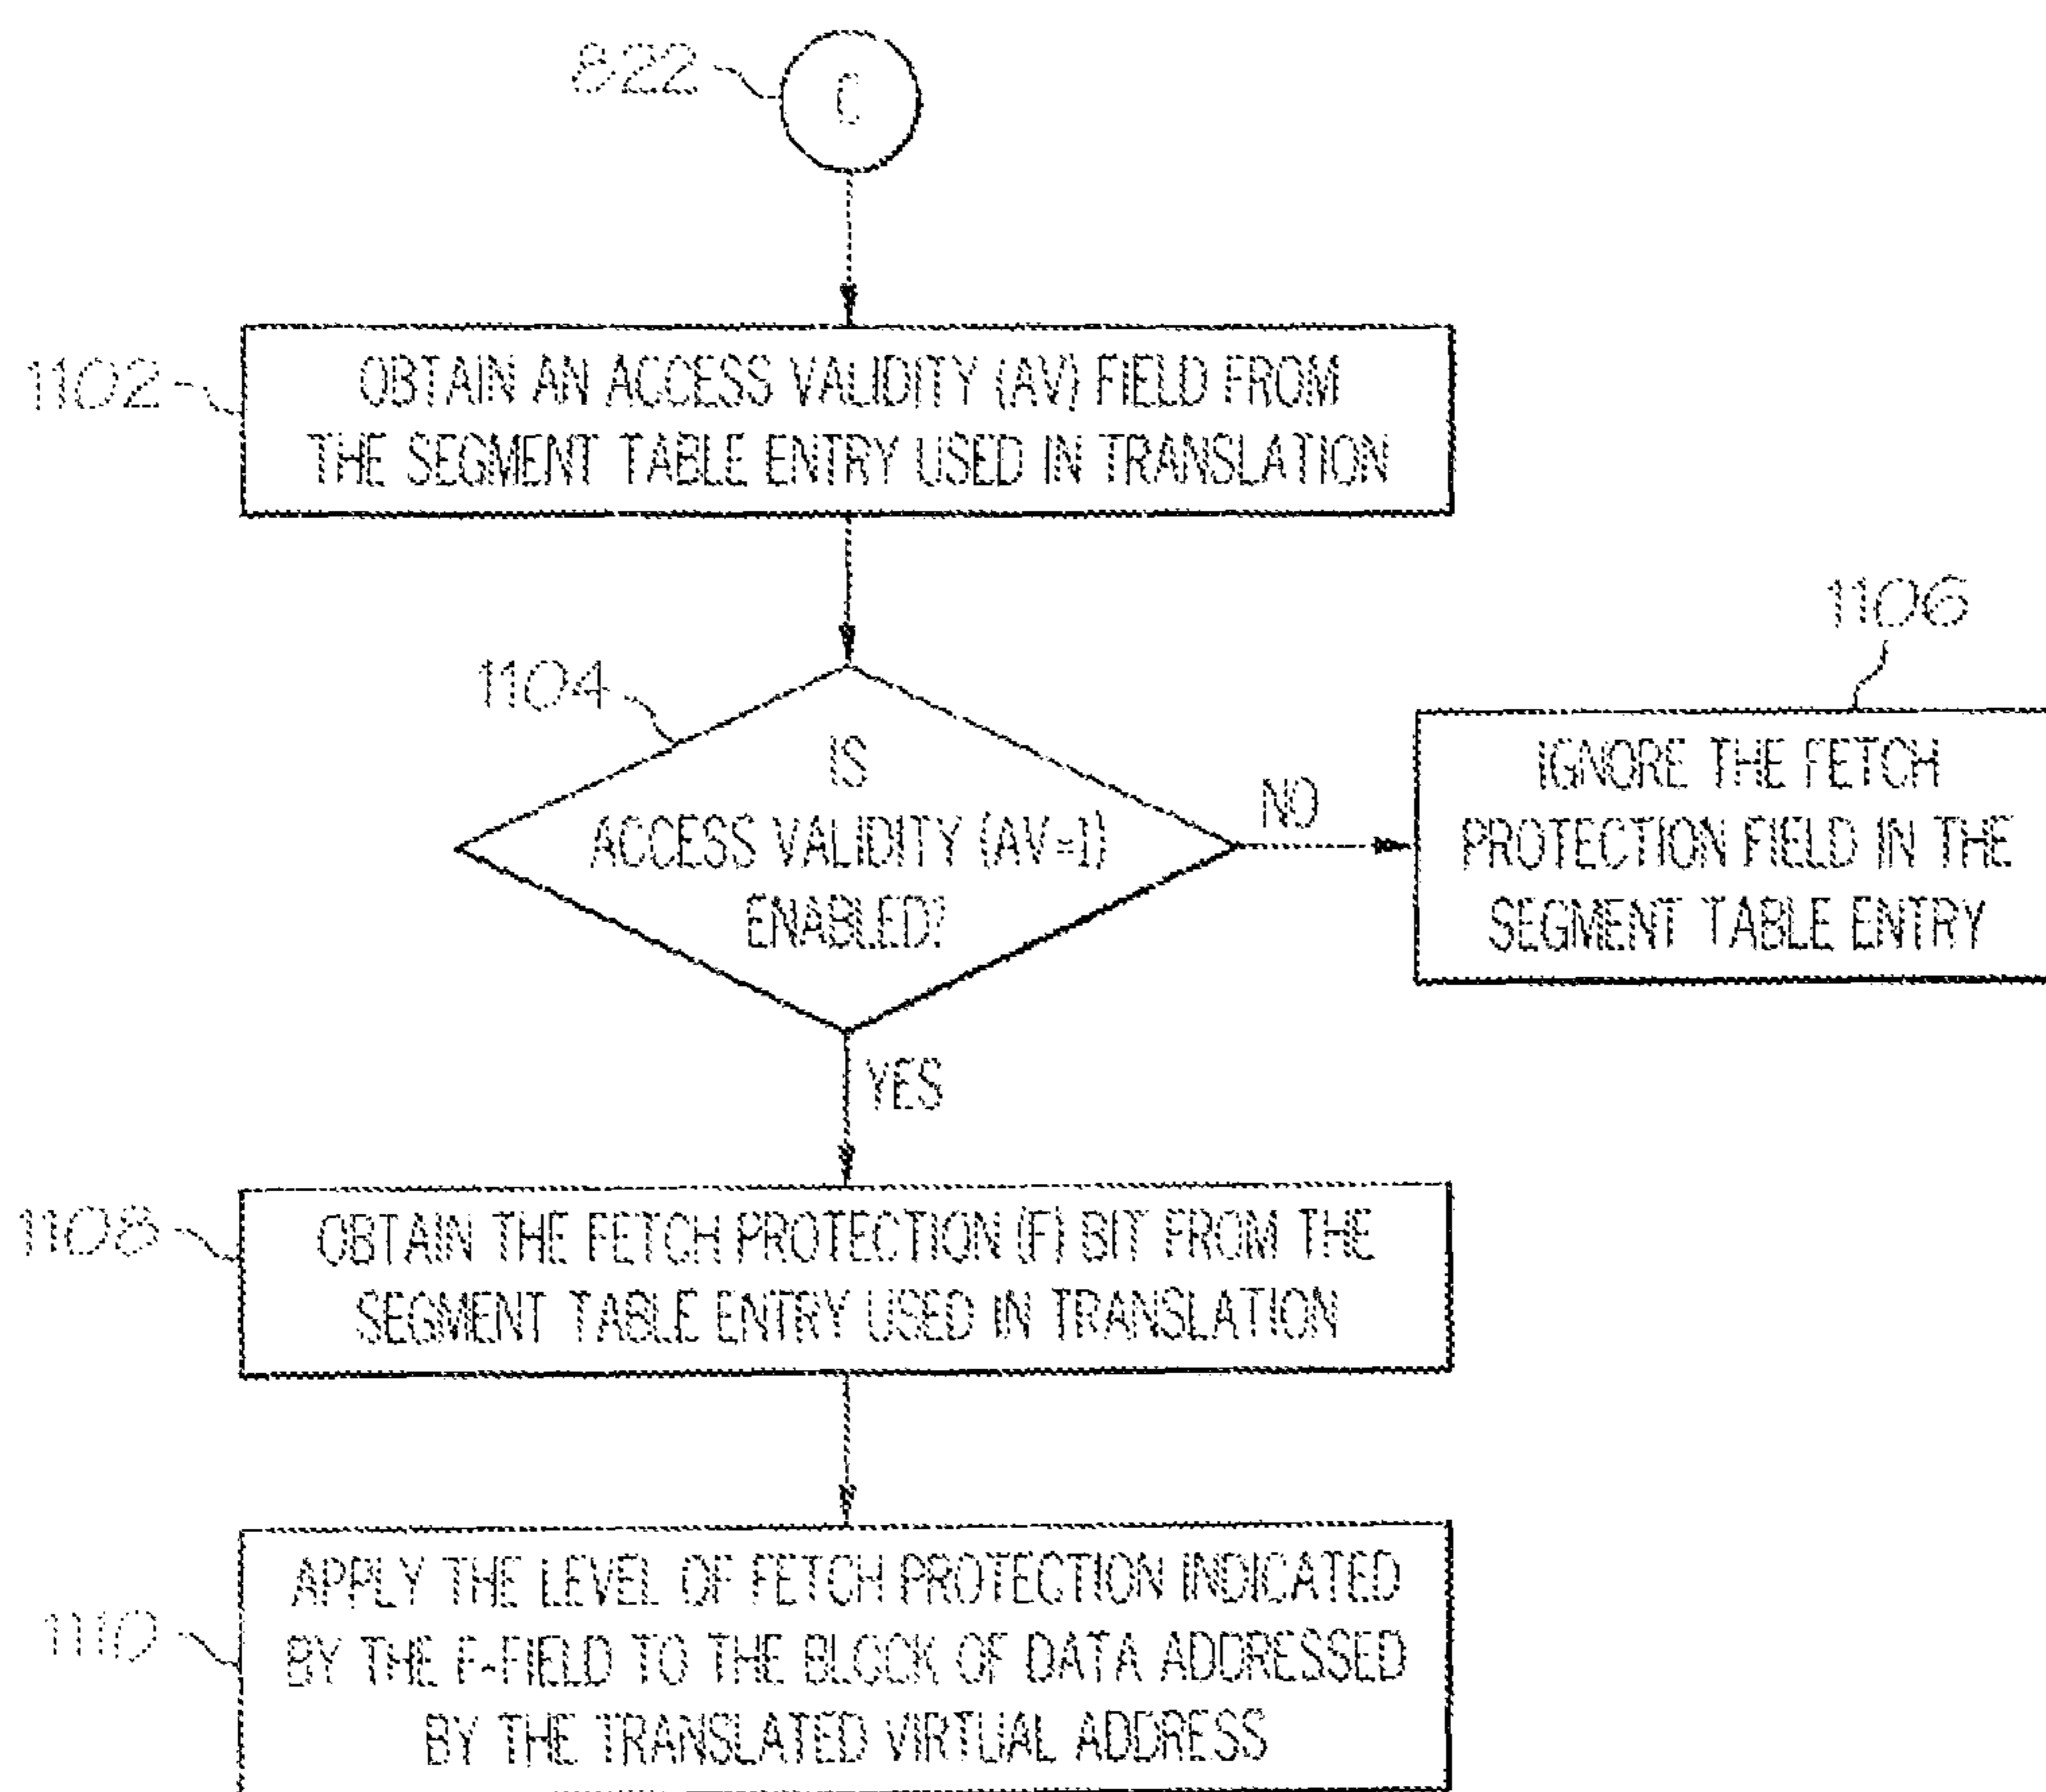 822
C
1102
OBTAIN AN ACCESS VALIDITY (AV) FIELD FROM
THE SEGMENT TABLE ENTRY USED IN TRANSLATION
1104
IS
ACCESS VALIDITY (AV=1)
ENABLED?
NO
1106
IGNORE THE FETCH
PROTECTION FIELD IN THE
SEGMENT TABLE ENTRY
YES
1108
OBTAIN THE FETCH PROTECTION (F) BIT FROM THE
SEGMENT TABLE ENTRY USED IN TRANSLATION
1110
APPLY THE LEVEL OF FETCH PROTECTION INDICATED
BY THE F-FIELD TO THE BLOCK OF DATA ADDRESSED
BY THE TRANSLATED VIRTUAL ADDRESS